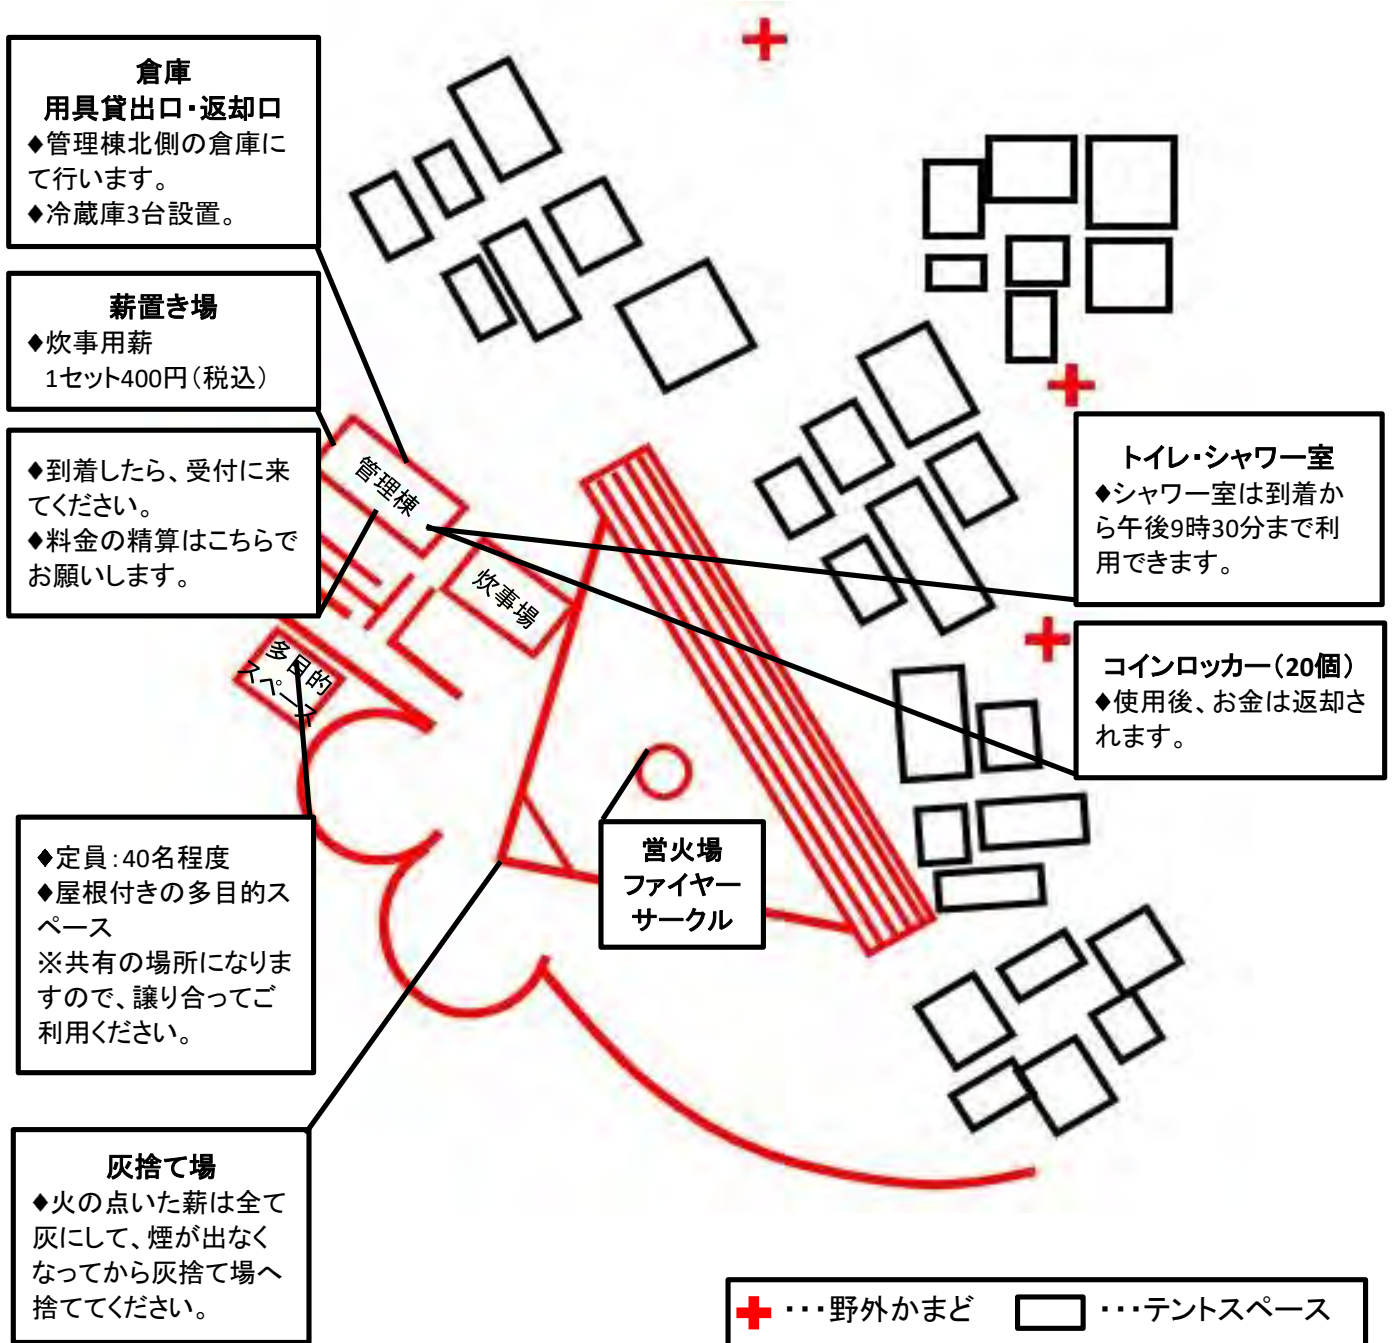 倉庫
用具貸出口・返却口
◆管理棟北側の倉庫に
て行います。
◆冷蔵庫3台設置。
薪置き場
◆炊事用薪
1セット400円（税込）
◆到着したら、受付に来
てください。
◆料金の精算はこちらで
お願いします。
管理棟
炊事場
多目的
スペース
トイレ・シャワー室
◆シャワー室は到着か
ら午後9時30分まで利
用できます。
コインロッカー（20個）
◆使用後、お金は返却さ
れます。
営火場
ファイヤー
サークル
◆定員：40名程度
◆屋根付きの多目的ス
ペース
※共有の場所になりま
すので、譲り合ってご
利用ください。
灰捨て場
◆火の点いた薪は全て
灰にして、煙が出なく
なってから灰捨て場へ
捨ててください。
・・・野外かまど
・・・テントスペース